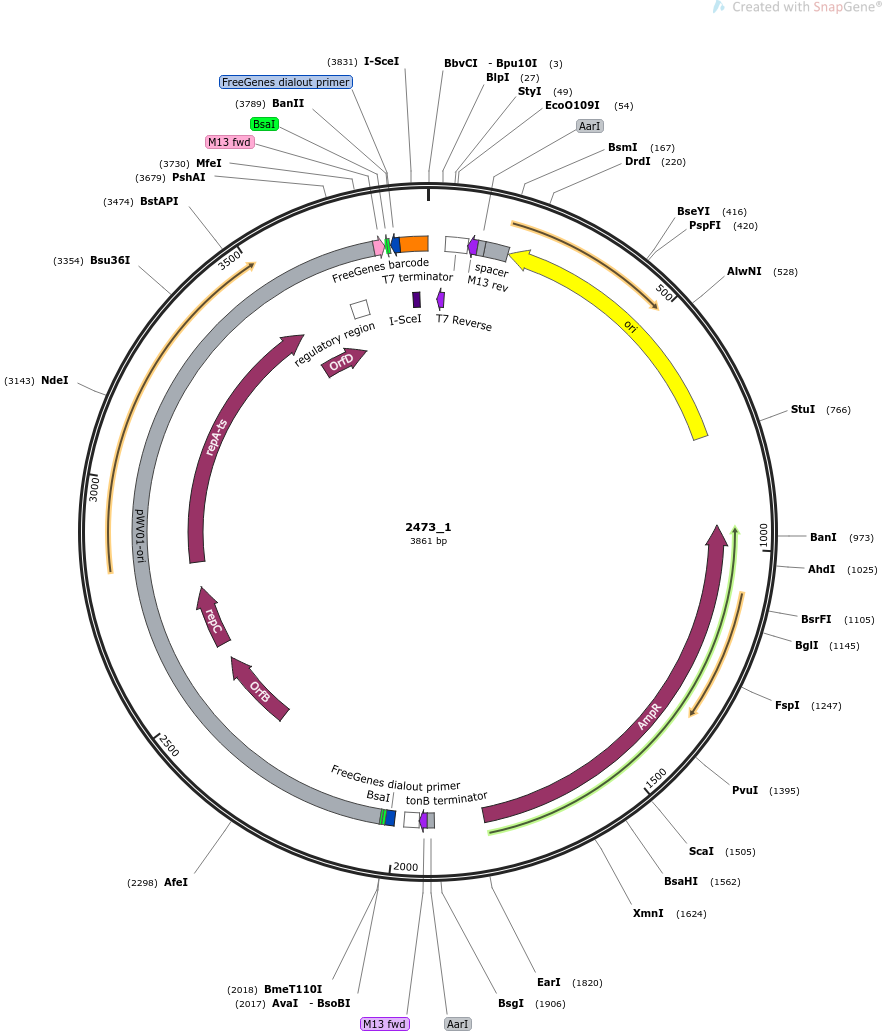 Created with SnapGene®
(3831) I-SceI
BbvCI - Bpu10I (3)
FreeGenes dialout primer
BlpI (27)
StyI (49)
(3789) BanII
EcoO109I (54)
BsaI
AarI
M13 fwd
BsmI (167)
(3730) MfeI
DrdI (220)
(3679) PshAI
(3474) BstAPI
BseYI (416)
PspFI (420)
(3354) Bsu36I
AlwNI (528)
3500
500
FreeGenes barcode
T7 terminator
spacer
M13 rev
ori
regulatory region
I-SceI
T7 Reverse
OrfD
(3143) NdeI
StuI (766)
repA-ts
3000
pWV01-ori
2473_1
3861 bp
1000
BanI (973)
AhdI (1025)
BsrFI (1105)
BglI (1145)
repC
OrfB
AmpR
FspI (1247)
2500
1500
PvuI (1395)
FreeGenes dialout primer
BsaI
tonB terminator
ScaI (1505)
2000
(2298) AfeI
BsaHI (1562)
XmnI (1624)
EarI (1820)
(2018) BmeT110I
(2017) AvaI - BsoBI
BsgI (1906)
M13 fwd
AarI